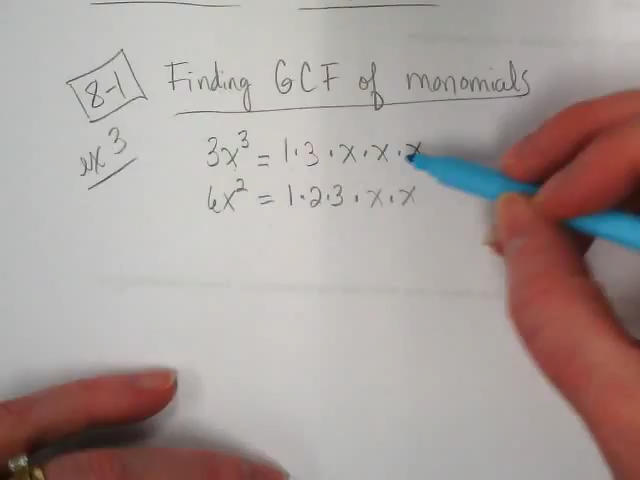 8-1 Finding GCF of monomials
ex 3
3x³ = 1·3·x·x·x
6x² = 1·2·3·x·x